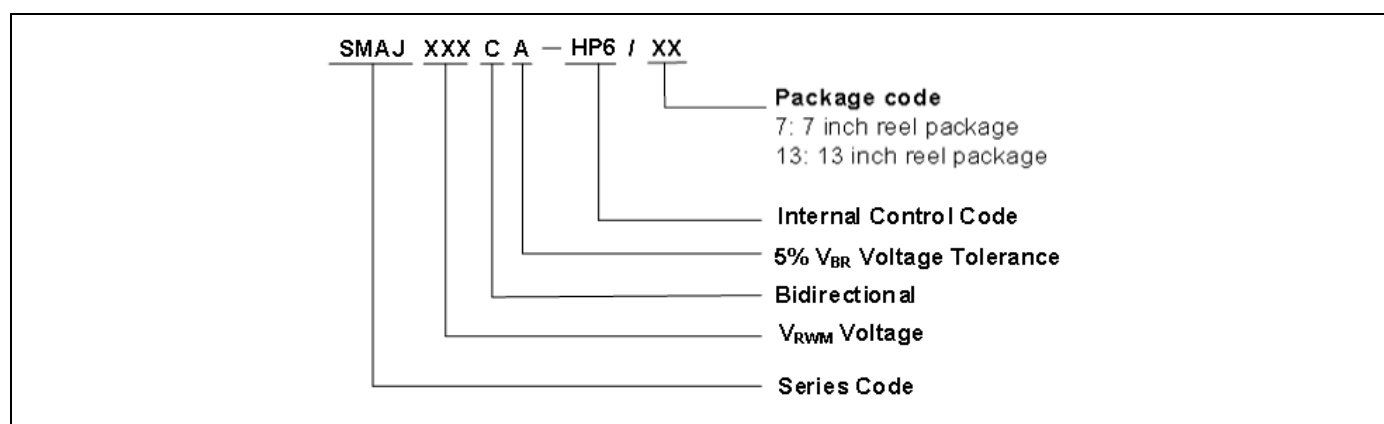 SMAJ XXX C A — HP6 / XX
Package code
7: 7 inch reel package
13: 13 inch reel package
Internal Control Code
5% VBR Voltage Tolerance
Bidirectional
VRWM Voltage
Series Code